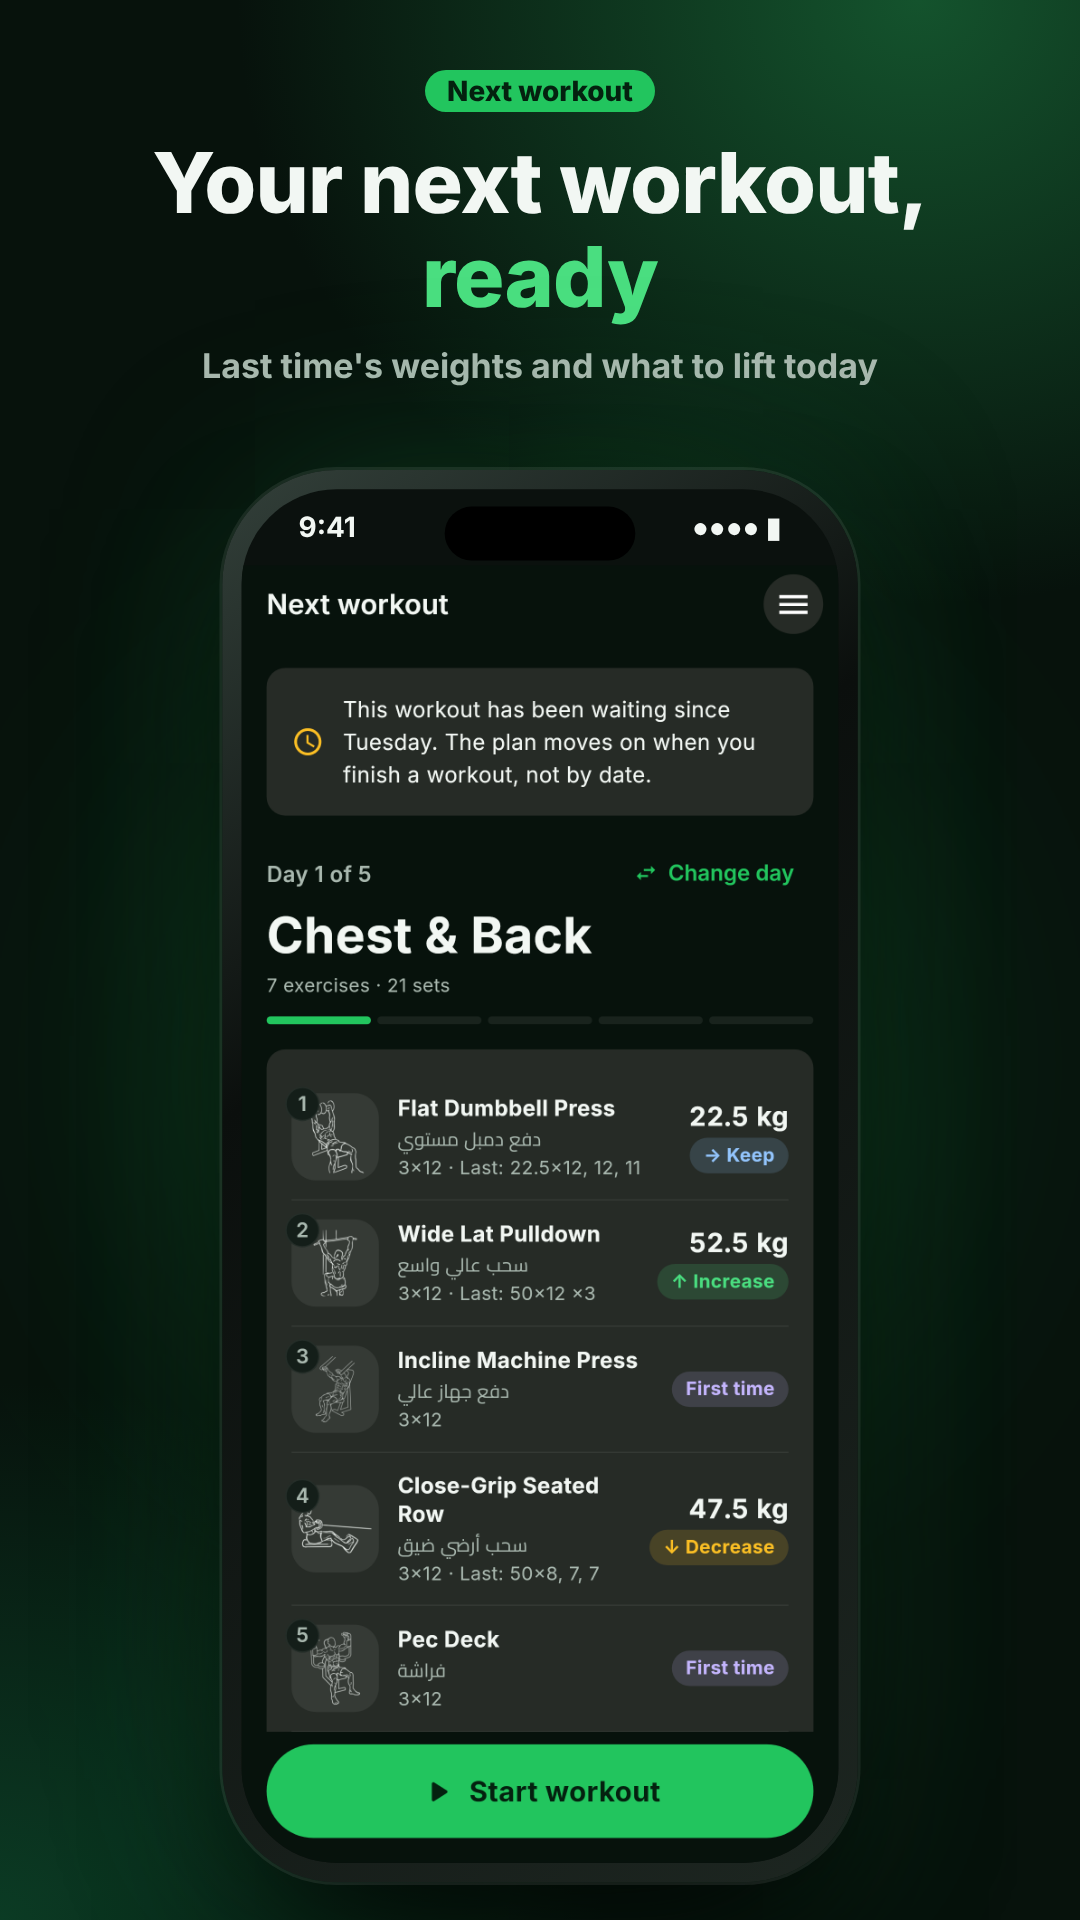 Next workout
Your next workout,
ready
Last time's weights and what to lift today
9:41
Next workout
This workout has been waiting since
Tuesday. The plan moves on when you
finish a workout, not by date.
Day 1 of 5
Change day
Chest & Back
7 exercises · 21 sets
1
Flat Dumbbell Press
دفع دمبل مستوي
3×12 · Last: 22.5×12, 12, 11
22.5 kg
→ Keep
2
Wide Lat Pulldown
سحب عالي واسع
3×12 · Last: 50×12 ×3
52.5 kg
↑ Increase
3
Incline Machine Press
دفع جهاز عالي
3×12
First time
4
Close-Grip Seated
Row
سحب أرضي ضيق
3×12 · Last: 50×8, 7, 7
47.5 kg
↓ Decrease
5
Pec Deck
فراشة
3×12
First time
Start workout